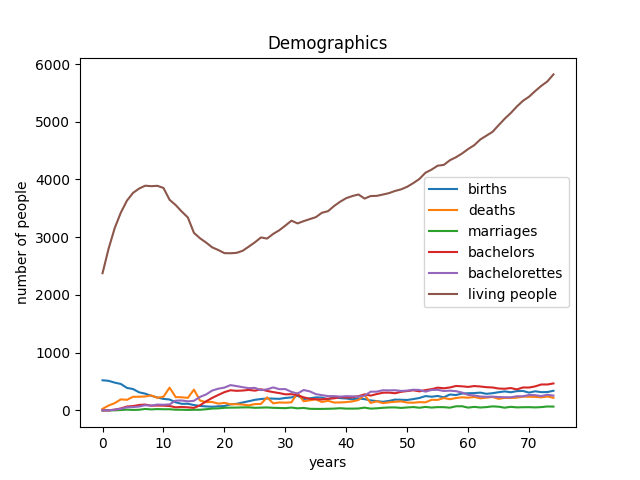 Demographics
6000
5000
4000
3000
2000
1000
0
number of people
births
deaths
marriages
bachelors
bachelorettes
living people
0 10 20 30 40 50 60 70
years